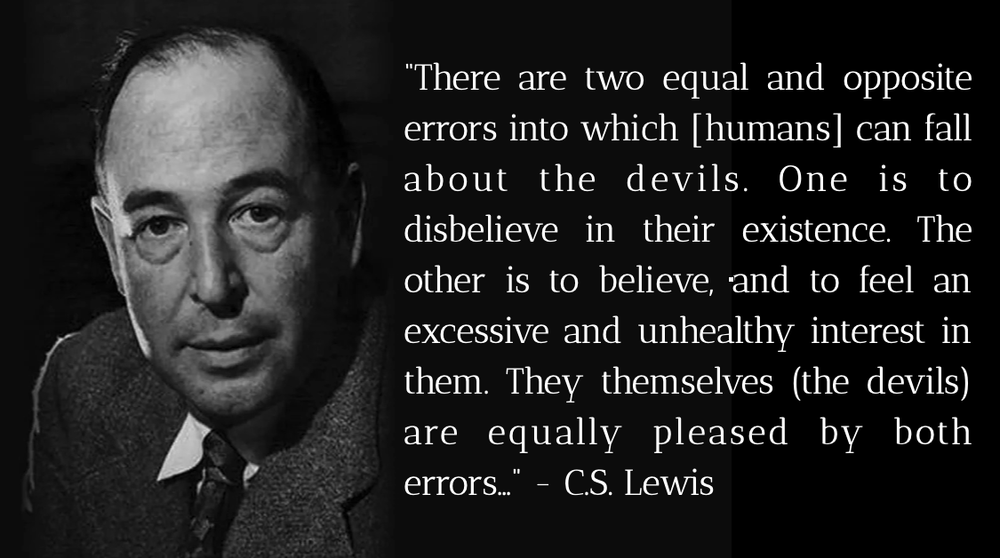 "There are two equal and opposite
errors into which [humans] can fall
about the devils. One is to
disbelieve in their existence. The
other is to believe, and to feel an
excessive and unhealthy interest in
them. They themselves (the devils)
are equally pleased by both
errors..." - C.S. Lewis